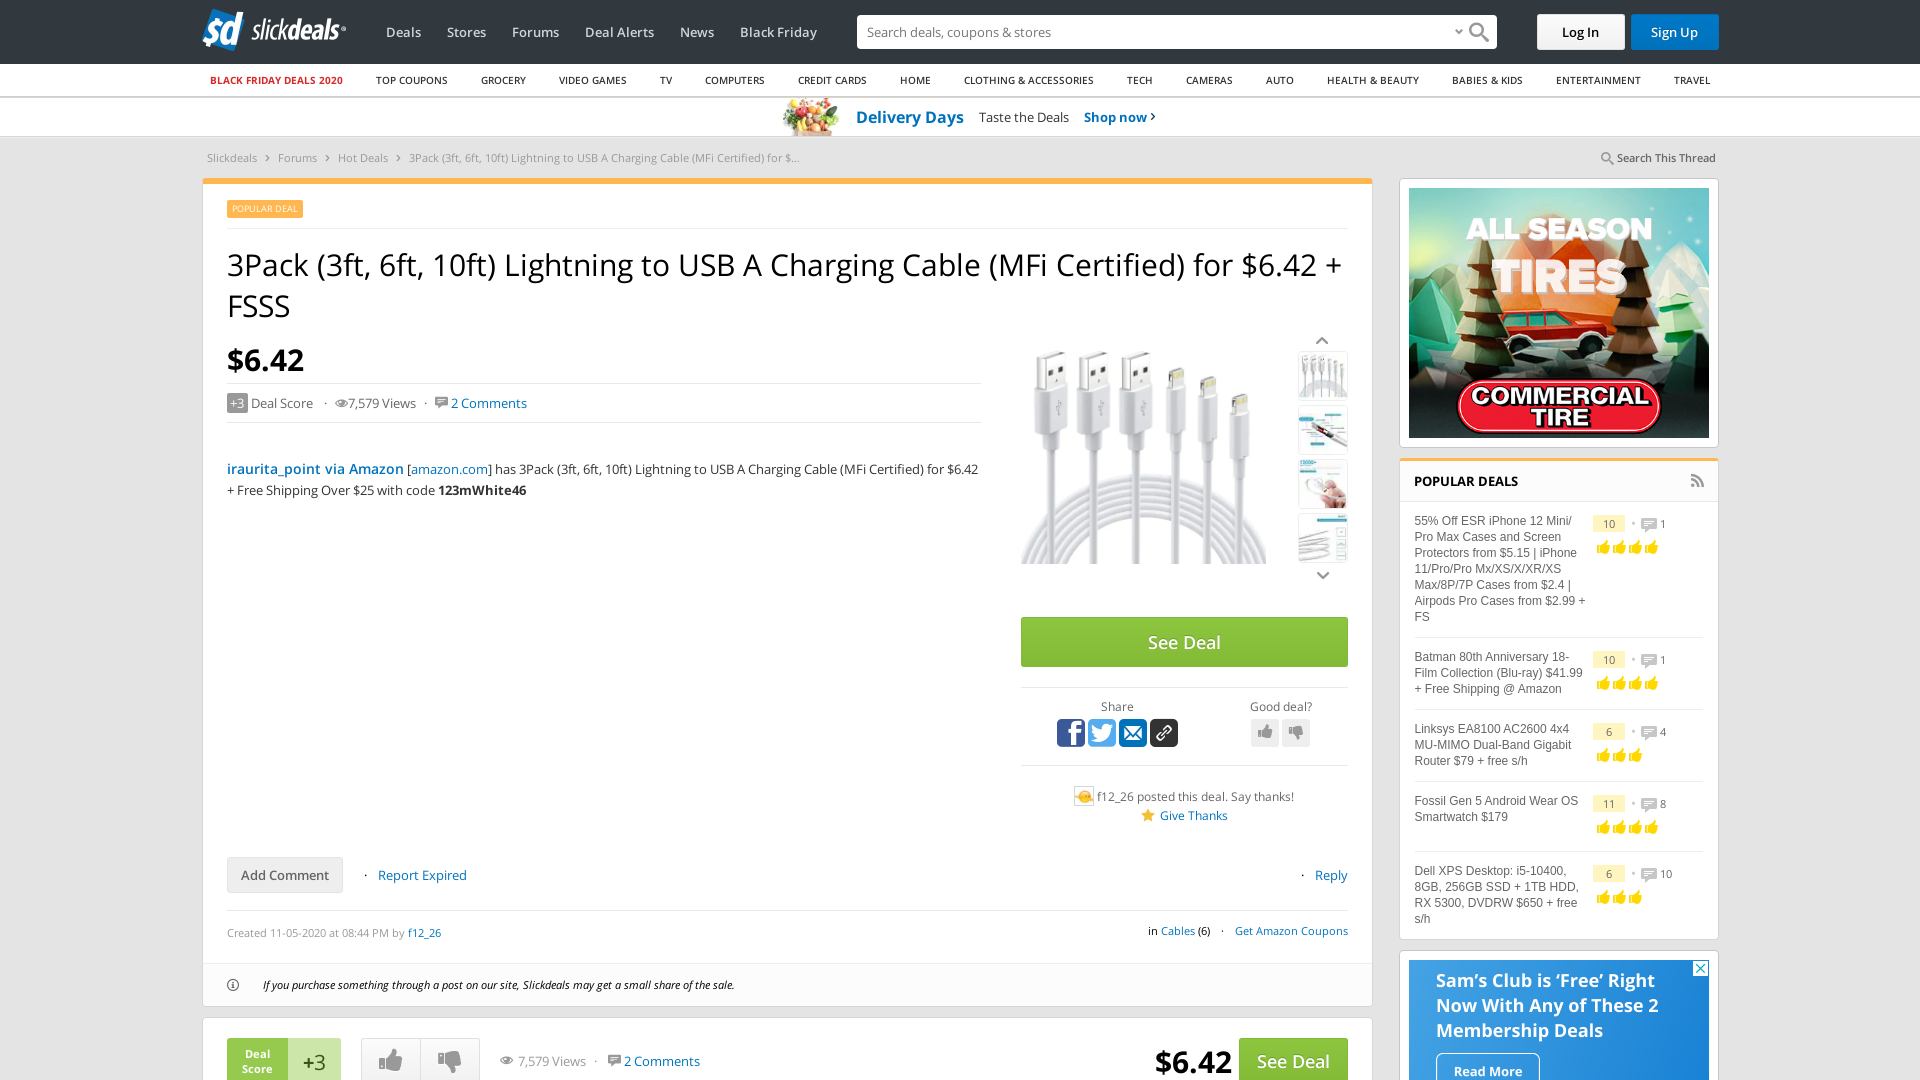 sd slickdeals
Deals Stores Forums Deal Alerts News Black Friday
Search deals, coupons & stores
Log In
Sign Up
BLACK FRIDAY DEALS 2020 TOP COUPONS GROCERY VIDEO GAMES TV COMPUTERS CREDIT CARDS HOME CLOTHING & ACCESSORIES TECH CAMERAS AUTO HEALTH & BEAUTY BABIES & KIDS ENTERTAINMENT TRAVEL
Delivery Days Taste the Deals Shop now ›
Slickdeals › Forums › Hot Deals › 3Pack (3ft, 6ft, 10ft) Lightning to USB A Charging Cable (MFi Certified) for $...
Search This Thread
POPULAR DEAL
3Pack (3ft, 6ft, 10ft) Lightning to USB A Charging Cable (MFi Certified) for $6.42 +
FSSS
$6.42
+3 Deal Score · 7,579 Views · 2 Comments
iraurita_point via Amazon [amazon.com] has 3Pack (3ft, 6ft, 10ft) Lightning to USB A Charging Cable (MFi Certified) for $6.42
+ Free Shipping Over $25 with code 123mWhite46
See Deal
Share
Good deal?
f12_26 posted this deal. Say thanks!
Give Thanks
Add Comment · Report Expired
· Reply
Created 11-05-2020 at 08:44 PM by f12_26
in Cables (6) · Get Amazon Coupons
If you purchase something through a post on our site, Slickdeals may get a small share of the sale.
Deal
Score
+3
7,579 Views · 2 Comments
$6.42
See Deal
ALL SEASON
TIRES
COMMERCIAL
TIRE
POPULAR DEALS
55% Off ESR iPhone 12 Mini/
Pro Max Cases and Screen
Protectors from $5.15 | iPhone
11/Pro/Pro Mx/XS/X/XR/XS
Max/8P/7P Cases from $2.4 |
Airpods Pro Cases from $2.99 +
FS
10 • 1
Batman 80th Anniversary 18-
Film Collection (Blu-ray) $41.99
+ Free Shipping @ Amazon
10 • 1
Linksys EA8100 AC2600 4x4
MU-MIMO Dual-Band Gigabit
Router $79 + free s/h
6 • 4
Fossil Gen 5 Android Wear OS
Smartwatch $179
11 • 8
Dell XPS Desktop: i5-10400,
8GB, 256GB SSD + 1TB HDD,
RX 5300, DVDRW $650 + free
s/h
6 • 10
Sam's Club is 'Free' Right
Now With Any of These 2
Membership Deals
Read More